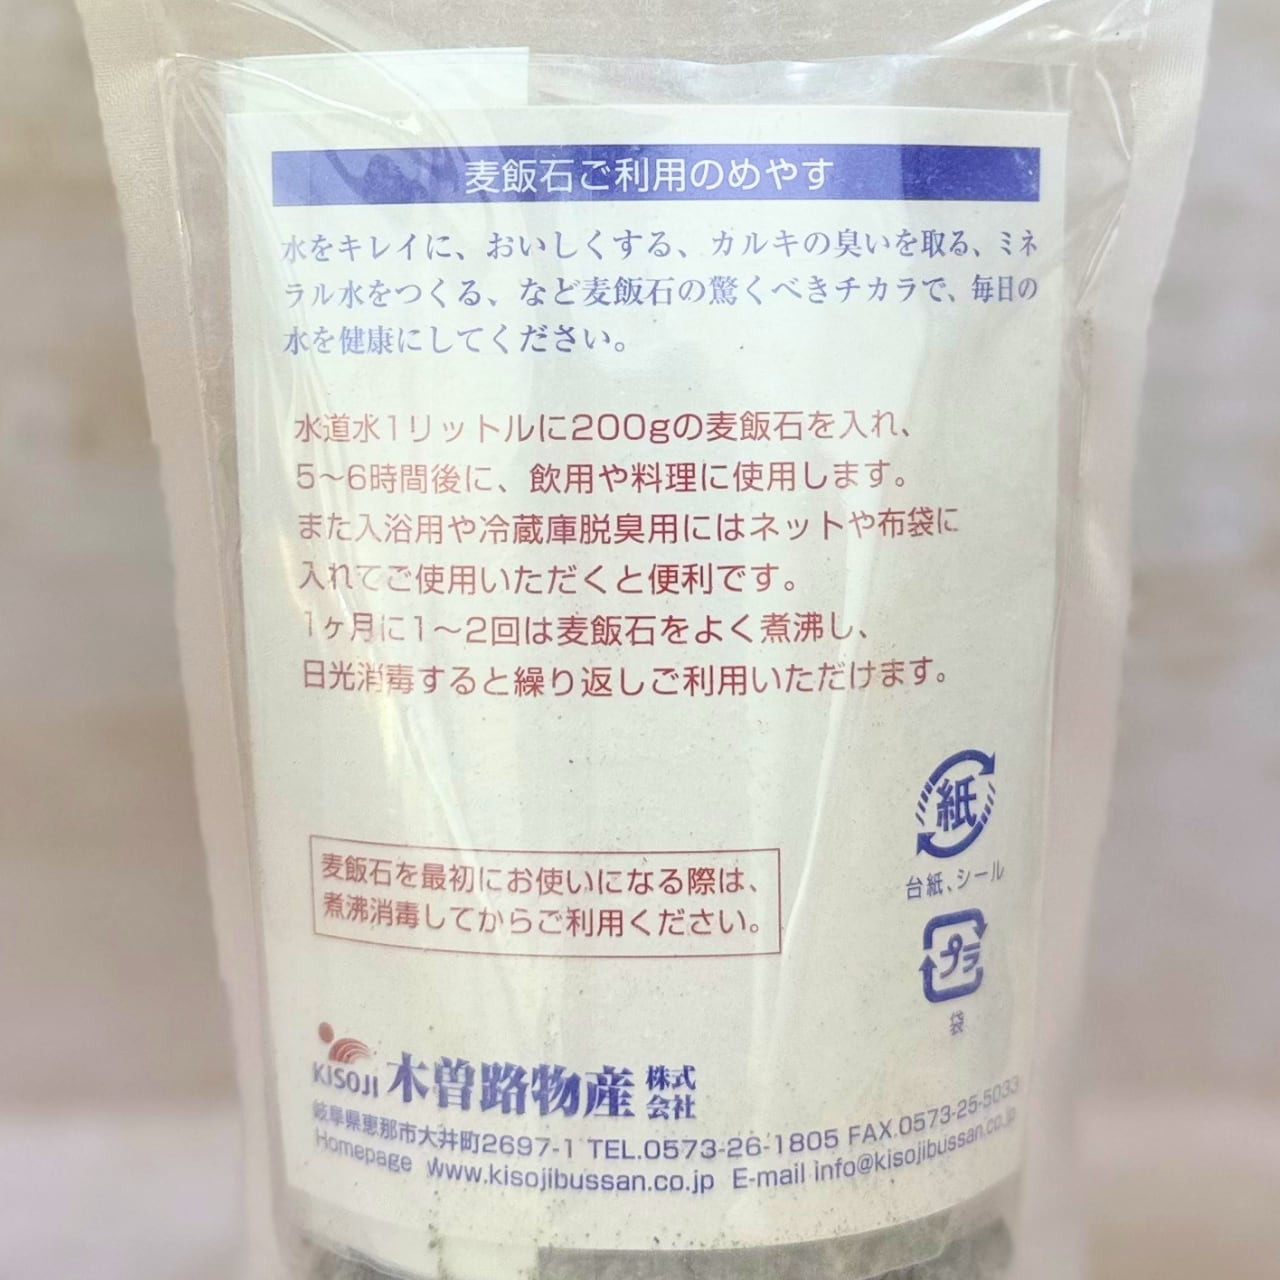 麦飯石ご利用のめやす
水をキレイに、おいしくする、カルキの臭いを取る、ミネ
ラル水をつくる、など麦飯石の驚くべきチカラで、毎日の
水を健康にしてください。
水道水1リットルに200gの麦飯石を入れ、
5〜6時間後に、飲用や料理に使用します。
また入浴用や冷蔵庫脱臭用にはネットや布袋に
入れてご使用いただくと便利です。
1ヶ月に1〜2回は麦飯石をよく煮沸し、
日光消毒すると繰り返しご利用いただけます。
紙
台紙、シール
麦飯石を最初にお使いになる際は、
煮沸消毒してからご利用ください。
プラ
袋
KISOJI 木曽路物産 株式会社
岐阜県恵那市大井町2697-1 TEL.0573-26-1805 FAX.0573-25-5033
Homepage www.kisojibussan.co.jp E-mail info@kisojibussan.co.jp